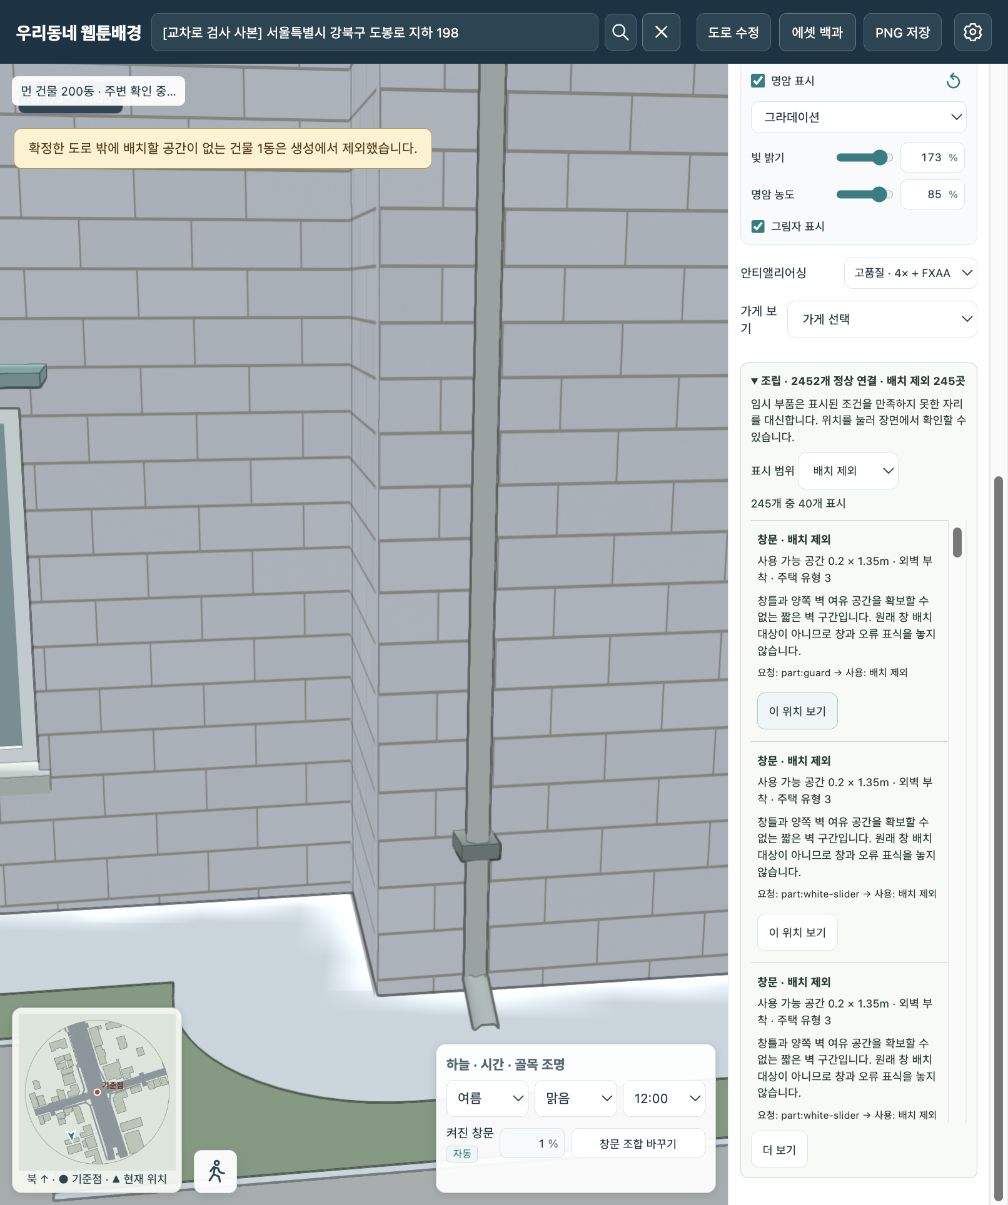 우리동네 웹툰배경
[교차로 검사 사본] 서울특별시 강북구 도봉로 지하 198
도로 수정
에셋 백과
PNG 저장
먼 건물 200동 · 주변 확인 중…
확정한 도로 밖에 배치할 공간이 없는 건물 1동은 생성에서 제외했습니다.
명암 표시
그라데이션
빛 밝기
173 %
명암 농도
85 %
그림자 표시
안티앨리어싱
고품질 · 4× + FXAA
가게 보
기
가게 선택
▼ 조립 · 2452개 정상 연결 · 배치 제외 245곳
임시 부품은 표시된 조건을 만족하지 못한 자리
를 대신합니다. 위치를 눌러 장면에서 확인할 수
있습니다.
표시 범위
배치 제외
245개 중 40개 표시
창문 · 배치 제외
사용 가능 공간 0.2 × 1.35m · 외벽 부
착 · 주택 유형 3
창틀과 양쪽 벽 여유 공간을 확보할 수
없는 짧은 벽 구간입니다. 원래 창 배치
대상이 아니므로 창과 오류 표식을 놓지
않습니다.
요청: part:guard → 사용: 배치 제외
이 위치 보기
창문 · 배치 제외
사용 가능 공간 0.2 × 1.35m · 외벽 부
착 · 주택 유형 3
창틀과 양쪽 벽 여유 공간을 확보할 수
없는 짧은 벽 구간입니다. 원래 창 배치
대상이 아니므로 창과 오류 표식을 놓지
않습니다.
요청: part:white-slider → 사용: 배치 제외
이 위치 보기
창문 · 배치 제외
사용 가능 공간 0.2 × 1.35m · 외벽 부
착 · 주택 유형 3
창틀과 양쪽 벽 여유 공간을 확보할 수
없는 짧은 벽 구간입니다. 원래 창 배치
대상이 아니므로 창과 오류 표식을 놓지
않습니다.
요청: part:white-slider → 사용: 배치 제외
더 보기
기준점
북 ↑ · ● 기준점 · ▲ 현재 위치
하늘 · 시간 · 골목 조명
여름
맑음
12:00
켜진 창문
자동
1 %
창문 조합 바꾸기